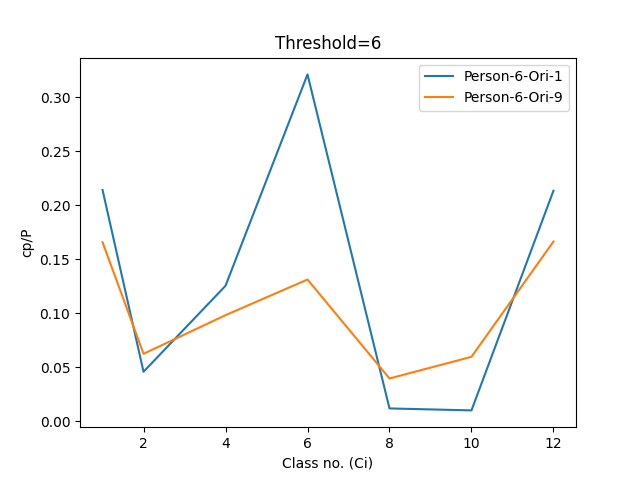 Threshold=6
Person-6-Ori-1
Person-6-Ori-9
cp/P
0.30
0.25
0.20
0.15
0.10
0.05
0.00
2 4 6 8 10 12
Class no. (Ci)